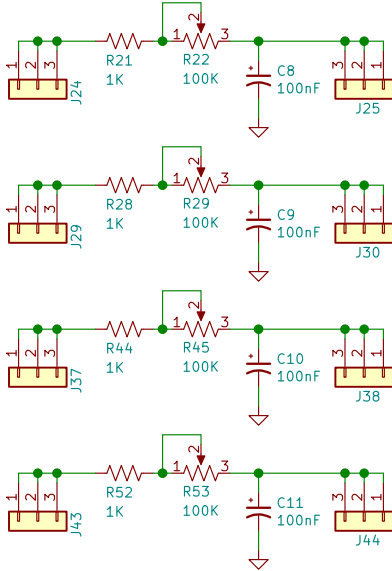 2
1 3
R21 R22
1K 100K
1 2 3
J24
+
C8
100nF
3 2 1
J25
2
1 3
R28 R29
1K 100K
1 2 3
J29
+
C9
100nF
3 2 1
J30
2
1 3
R44 R45
1K 100K
1 2 3
J37
+
C10
100nF
3 2 1
J38
2
1 3
R52 R53
1K 100K
1 2 3
J43
+
C11
100nF
3 2 1
J44